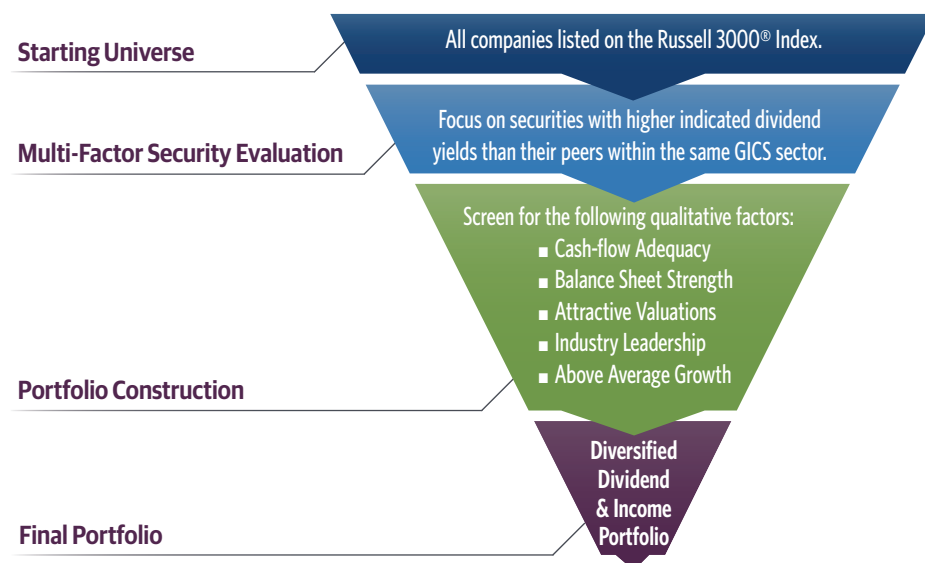 Starting Universe
All companies listed on the Russell 3000® Index.
Multi-Factor Security Evaluation
Focus on securities with higher indicated dividend
yields than their peers within the same GICS sector.
Screen for the following qualitative factors:
■ Cash-flow Adequacy
■ Balance Sheet Strength
■ Attractive Valuations
■ Industry Leadership
■ Above Average Growth
Portfolio Construction
Diversified
Dividend
& Income
Portfolio
Final Portfolio